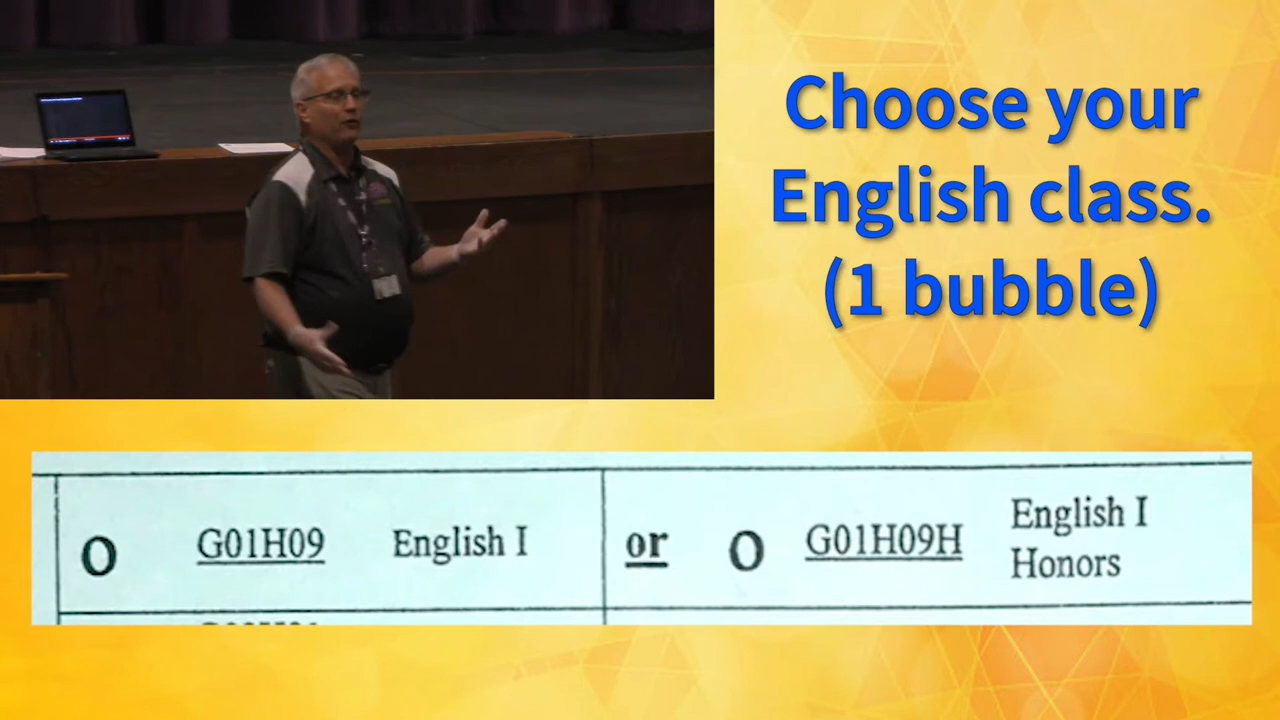 Choose your
English class.
(1 bubble)
O G01H09 English I or O G01H09H English I
Honors